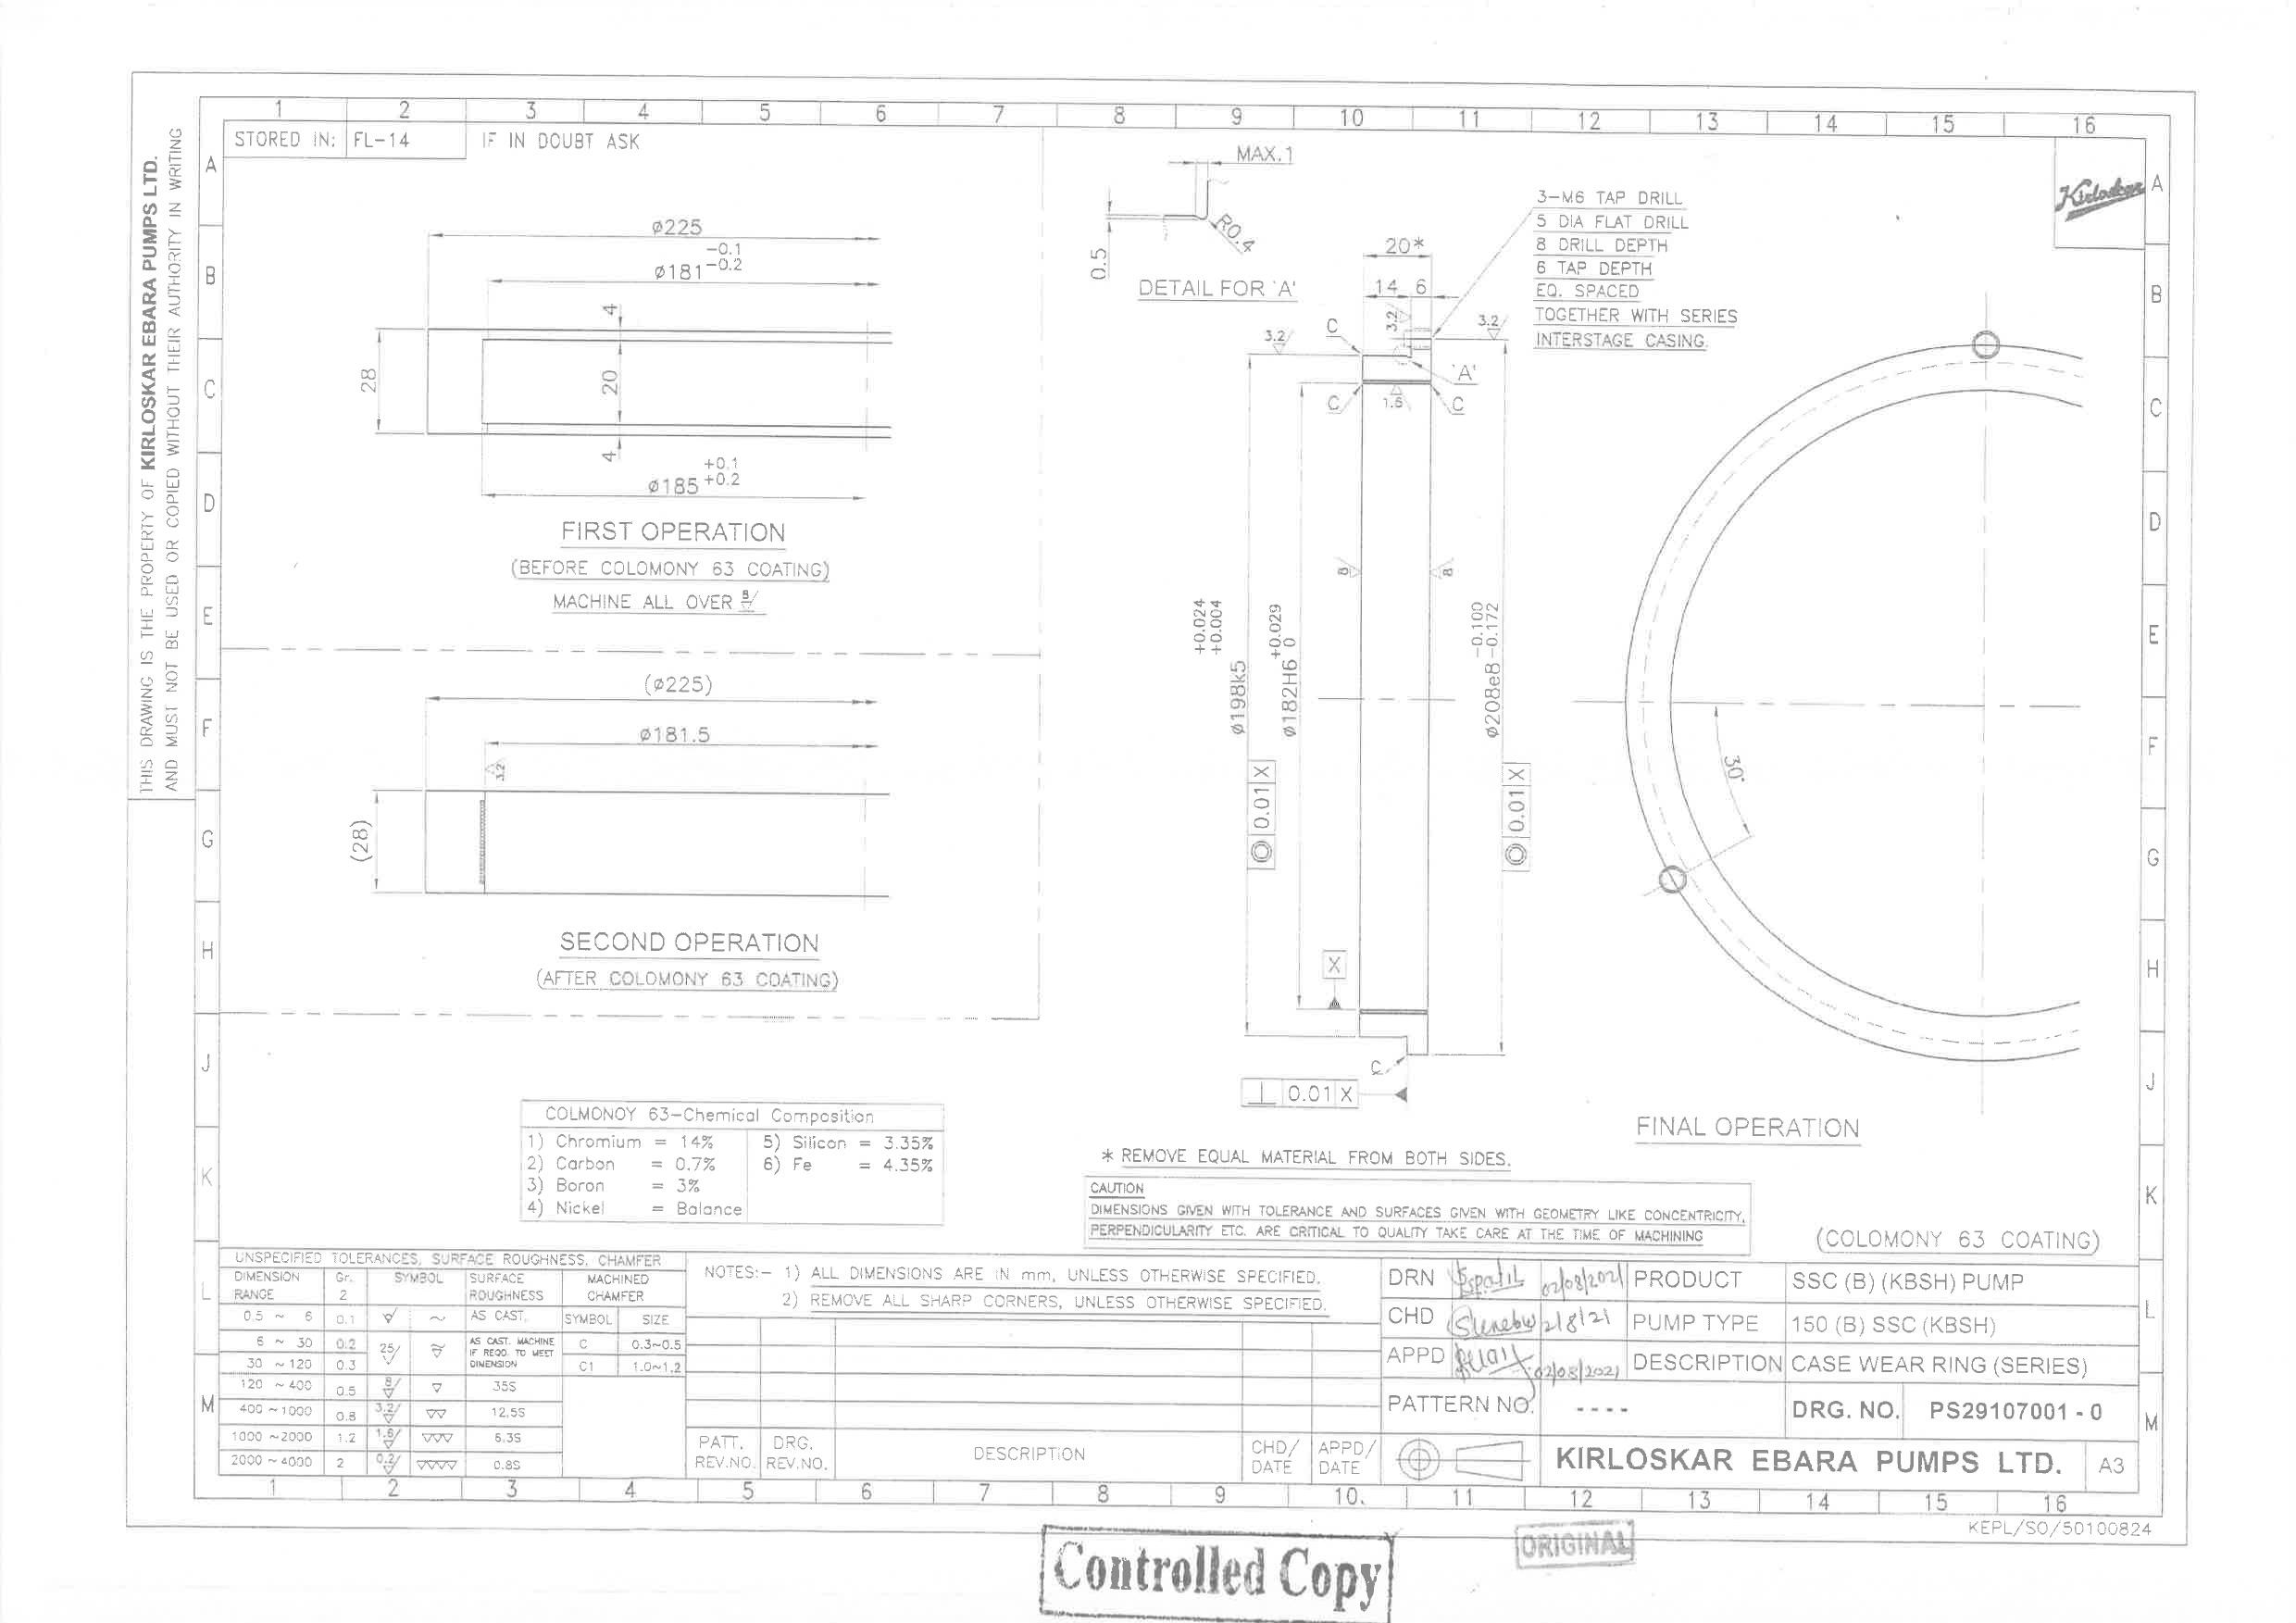 1 2 3 4 5 6 7 8 9 10 11 12 13 14 15 16
STORED IN: FL-14 IF IN DOUBT ASK
THIS DRAWING IS THE PROPERTY OF KIRLOSKAR EBARA PUMPS LTD.
AND MUST NOT BE USED OR COPIED WITHOUT THEIR AUTHORITY IN WRITING
A
B
C
D
E
F
G
H
J
K
L
M
Kirloskar
ø225
ø181 -0.1 -0.2
4
28
20
4
ø185 +0.1 +0.2
FIRST OPERATION
(BEFORE COLOMONY 63 COATING)
MACHINE ALL OVER 8/
(ø225)
ø181.5
3.2
(28)
SECOND OPERATION
(AFTER COLOMONY 63 COATING)
MAX.1
R0.4
0.5
DETAIL FOR 'A'
3-M6 TAP DRILL
5 DIA FLAT DRILL
8 DRILL DEPTH
6 TAP DEPTH
EQ. SPACED
TOGETHER WITH SERIES
INTERSTAGE CASING.
20*
14 6
3.2/ C 3.2/ 3.2/
'A'
C 1.6 C
8 8
ø198k5 +0.024 +0.004
ø182H6 +0.029 0
ø208e8 -0.100 -0.172
◎ 0.01 X
◎ 0.01 X
X
C
⊥ 0.01 X
30°
FINAL OPERATION
COLMONOY 63-Chemical Composition
1) Chromium = 14% 5) Silicon = 3.35%
2) Carbon = 0.7% 6) Fe = 4.35%
3) Boron = 3%
4) Nickel = Balance
* REMOVE EQUAL MATERIAL FROM BOTH SIDES.
CAUTION
DIMENSIONS GIVEN WITH TOLERANCE AND SURFACES GIVEN WITH GEOMETRY LIKE CONCENTRICITY,
PERPENDICULARITY ETC. ARE CRITICAL TO QUALITY TAKE CARE AT THE TIME OF MACHINING
(COLOMONY 63 COATING)
UNSPECIFIED TOLERANCES, SURFACE ROUGHNESS, CHAMFER
DIMENSION RANGE Gr. 2 SYMBOL SURFACE ROUGHNESS MACHINED CHAMFER
0.5 ~ 6 0.1 ~ AS CAST. SYMBOL SIZE
6 ~ 30 0.2 25/ AS CAST. MACHINE IF REQD. TO MEET DIMENSION C 0.3~0.5
30 ~120 0.3 C1 1.0~1.2
120 ~ 400 0.5 8/ ▽ 35S
400 ~ 1000 0.8 3.2/ ▽▽ 12.5S
1000 ~2000 1.2 1.6/ ▽▽▽ 6.3S
2000 ~ 4000 2 0.2/ ▽▽▽▽ 0.8S
NOTES:- 1) ALL DIMENSIONS ARE IN mm, UNLESS OTHERWISE SPECIFIED.
2) REMOVE ALL SHARP CORNERS, UNLESS OTHERWISE SPECIFIED.
PATT. REV.NO. DRG. REV.NO. DESCRIPTION CHD/ DATE APPD/ DATE
DRN 02/08/2021 PRODUCT SSC (B) (KBSH) PUMP
CHD 2/8/21 PUMP TYPE 150 (B) SSC (KBSH)
APPD 02/08/2021 DESCRIPTION CASE WEAR RING (SERIES)
PATTERN NO. ---- DRG. NO. PS29107001 - 0
KIRLOSKAR EBARA PUMPS LTD. A3
1 2 3 4 5 6 7 8 9 10. 11 12 13 14 15 16
KEPL/SO/50100824
Controlled Copy
ORIGINAL